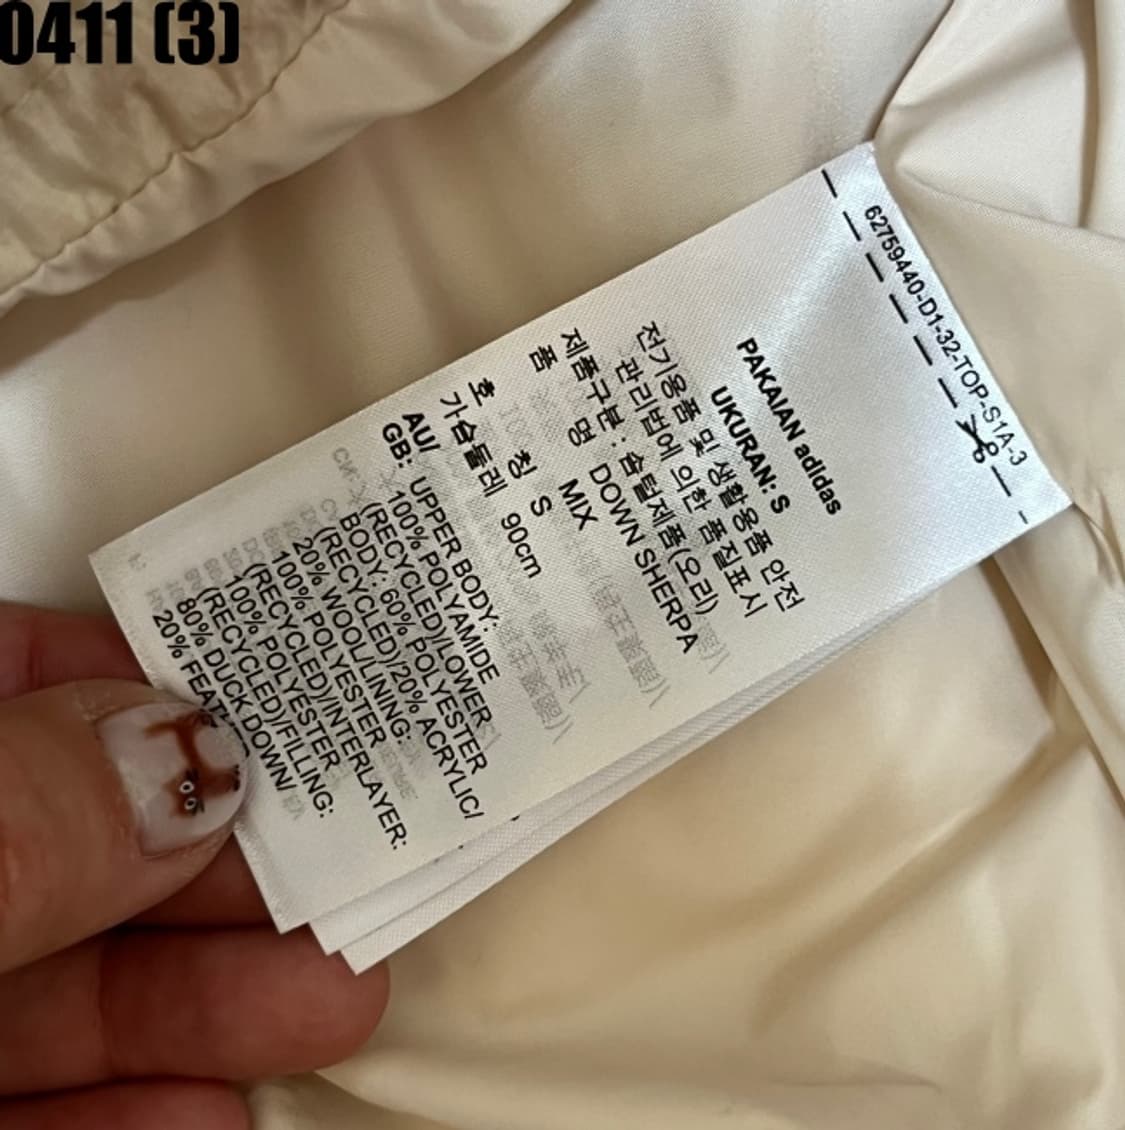 0411 (3)
62759440-D1-32-TOP-S1A-3
PAKAIAN adidas
UKURAN: S
전기용품 및 생활용품 안전
관리법에 의한 품질표시
제품구분 : 솜털제품(오리)
품 명 DOWN SHERPA
MIX
호 칭 S
가슴둘레 90cm
AU/
GB: UPPER BODY:
100% POLYAMIDE
(RECYCLED)/LOWER
BODY: 60% POLYESTER
(RECYCLED)/20% ACRYLIC/
20% WOOL/LINING:
100% POLYESTER
(RECYCLED)/INTERLAYER:
100% POLYESTER
(RECYCLED)/FILLING:
80% DUCK DOWN/
20%